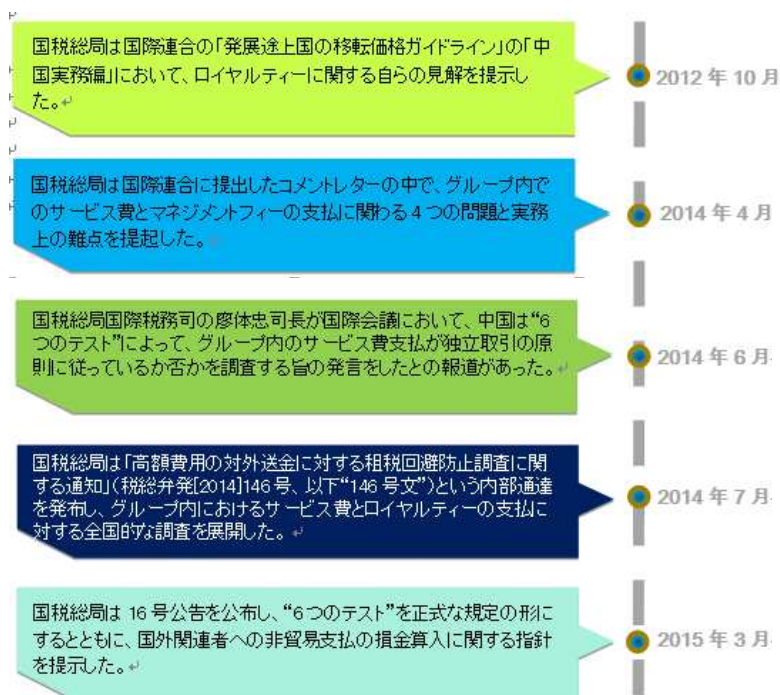 国税総局は国際連合の「発展途上国の移転価格ガイドライン」の「中
国実務編」において、ロイヤルティーに関する自らの見解を提示し
た。
2012 年 10 月
国税総局は国際連合に提出したコメントレターの中で、グループ内で
のサービス費とマネジメントフィーの支払に関わる 4 つの問題と実務
上の難点を提起した。
2014 年 4 月
国税総局国際税務司の廖体忠司長が国際会議において、中国は“6
つのテスト”によって、グループ内のサービス費支払が独立取引の原
則に従っているか否かを調査する旨の発言をしたとの報道があった。
2014 年 6 月
国税総局は「高額費用の対外送金に対する租税回避防止調査に関
する通知」(税総弁発[2014]146 号、以下“146 号文”)という内部通達
を発布し、グループ内におけるサービス費とロイヤルティーの支払に
対する全国的な調査を展開した。
2014 年 7 月
国税総局は 16 号公告を公布し、“6つのテスト”を正式な規定の形に
するとともに、国外関連者への非貿易支払の損金算入に関する指針
を提示した。
2015 年 3 月